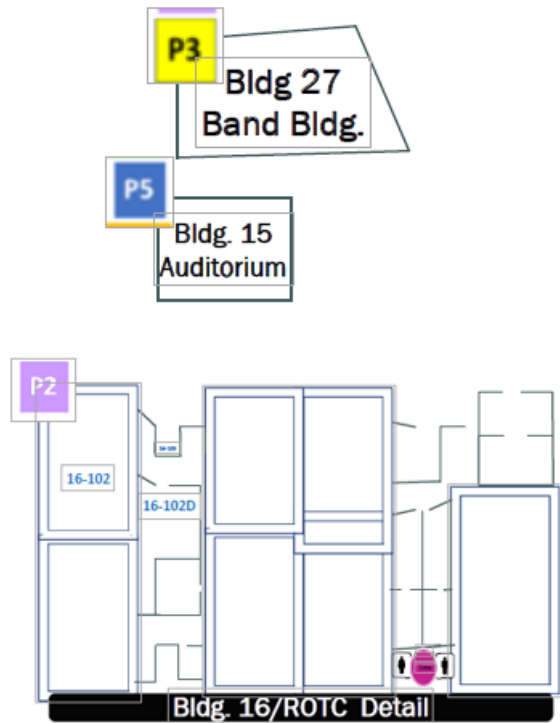 P3
Bldg 27
Band Bldg.
P5
Bldg. 15
Auditorium
P2
16-102
16-102D
Bldg. 16/ROTC Detail